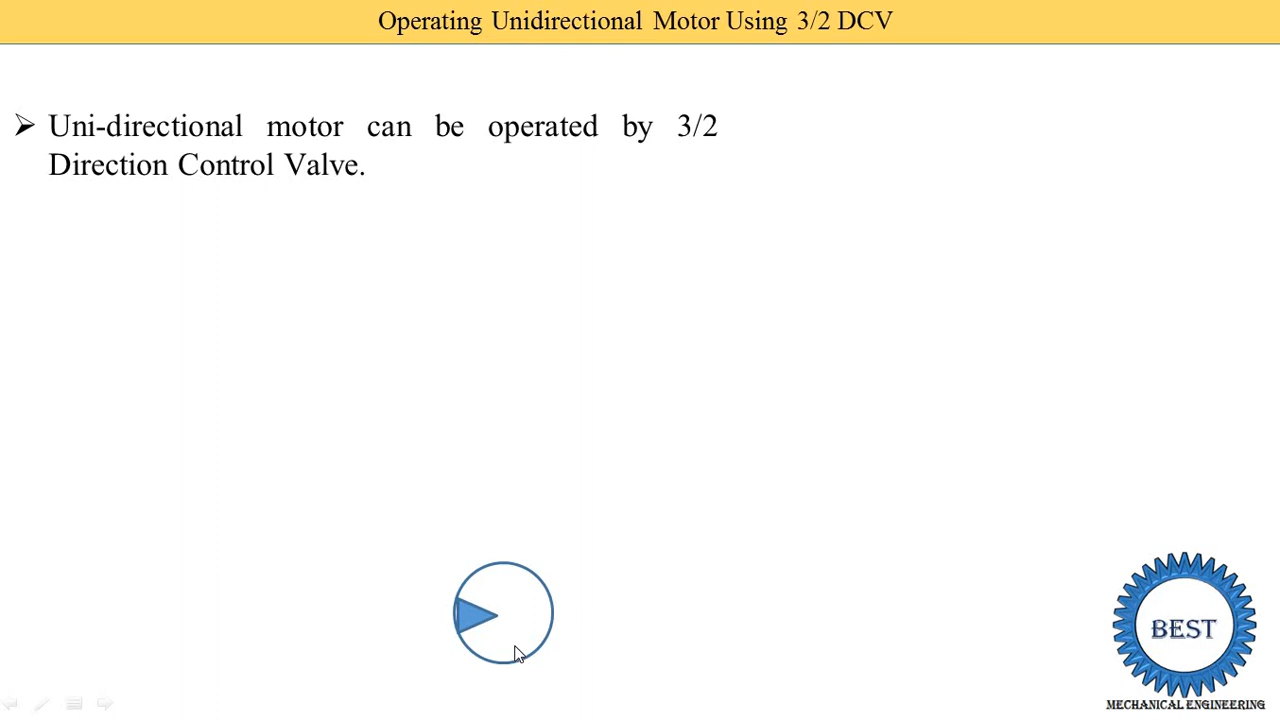 Operating Unidirectional Motor Using 3/2 DCV
Uni-directional motor can be operated by 3/2
Direction Control Valve.
BEST
MECHANICAL ENGINEERING